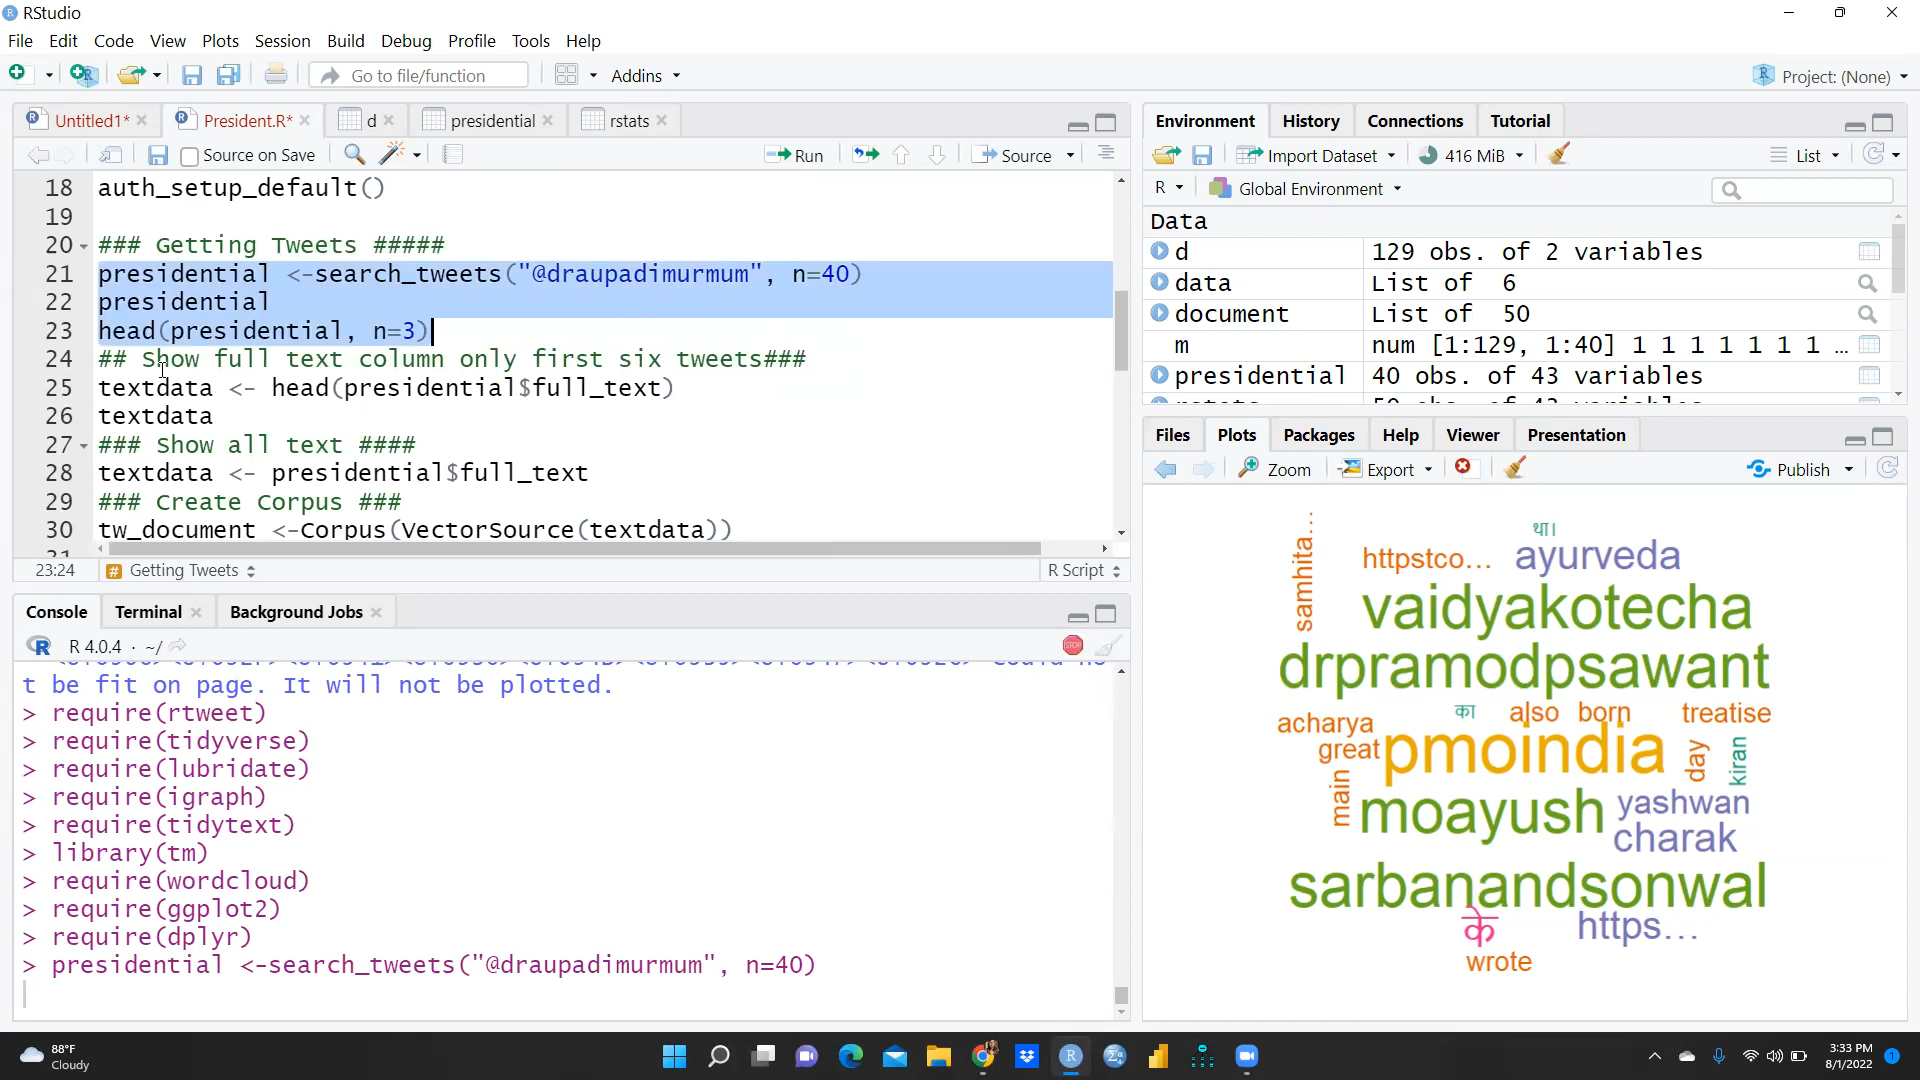 RStudio
File Edit Code View Plots Session Build Debug Profile Tools Help
Go to file/function Addins Project: (None)
Untitled1* President.R* d presidential rstats
Source on Save Run Source
18 auth_setup_default()
19
20 ### Getting Tweets #####
21 presidential <-search_tweets("@draupadimurmum", n=40)
22 presidential
23 head(presidential, n=3)
24 ## Show full text column only first six tweets###
25 textdata <- head(presidential$full_text)
26 textdata
27 ### Show all text ####
28 textdata <- presidential$full_text
29 ### Create Corpus ###
30 tw_document <-Corpus(VectorSource(textdata))
31
23:24 # Getting Tweets R Script
Console Terminal Background Jobs
R 4.0.4 · ~/
t be fit on page. It will not be plotted.
> require(rtweet)
> require(tidyverse)
> require(lubridate)
> require(igraph)
> require(tidytext)
> library(tm)
> require(wordcloud)
> require(ggplot2)
> require(dplyr)
> presidential <-search_tweets("@draupadimurmum", n=40)
Environment History Connections Tutorial
Import Dataset 416 MiB List
R Global Environment
Data
d 129 obs. of 2 variables
data List of 6
document List of 50
m num [1:129, 1:40] 1 1 1 1 1 1 1 ...
presidential 40 obs. of 43 variables
rstats 50 obs. of 43 variables
Files Plots Packages Help Viewer Presentation
Zoom Export Publish
samhita…
था।
httpstco… ayurveda
vaidyakotecha
drpramodpsawant
acharya का also born treatise
great pmoindia day kiran
main moayush yashwan
charak
sarbanandsonwal
के https…
wrote
88°F
Cloudy
3:33 PM
8/1/2022 1